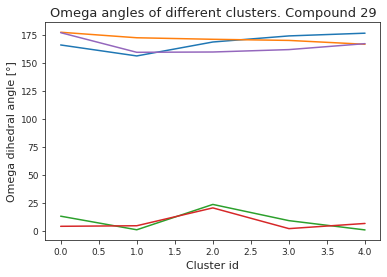 Omega angles of different clusters. Compound 29
Omega dihedral angle [°]
175
150
125
100
75
50
25
0
0.0 0.5 1.0 1.5 2.0 2.5 3.0 3.5 4.0
Cluster id